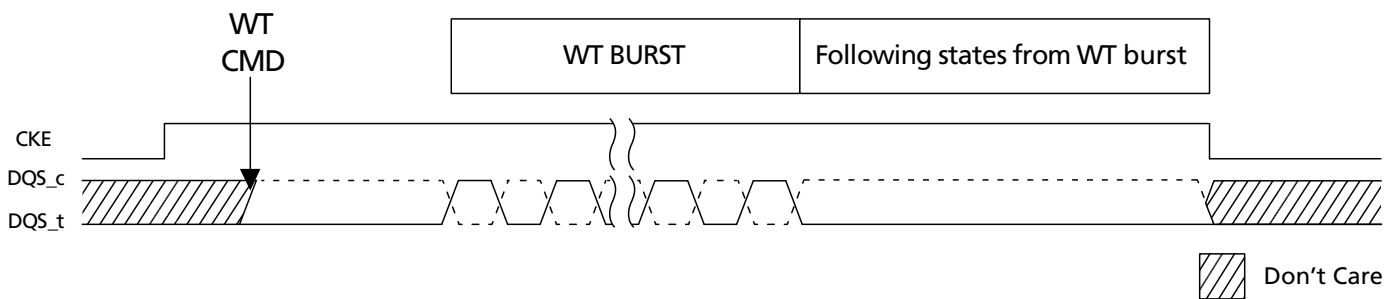 WT
CMD
WT BURST
Following states from WT burst
CKE
DQS_c
DQS_t
Don't Care